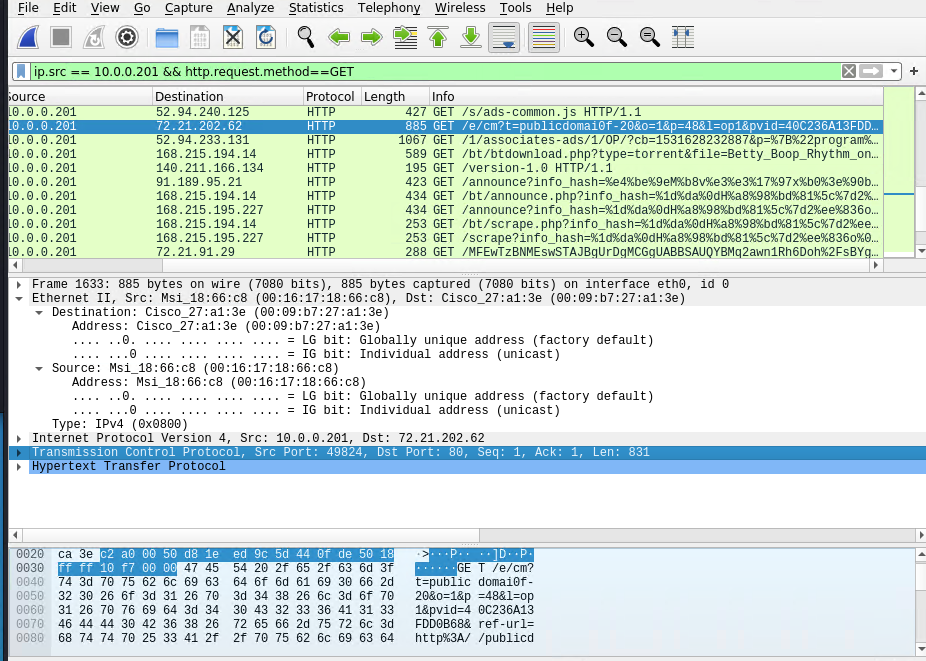 File Edit View Go Capture Analyze Statistics Telephony Wireless Tools Help
ip.src == 10.0.0.201 && http.request.method==GET
Source Destination Protocol Length Info
10.0.0.201 52.94.240.125 HTTP 427 GET /s/ads-common.js HTTP/1.1
10.0.0.201 72.21.202.62 HTTP 885 GET /e/cm?t=publicdomai0f-20&o=1&p=48&l=op1&pvid=40C236A13FDD…
10.0.0.201 52.94.233.131 HTTP 1067 GET /1/associates-ads/1/OP/?cb=1531628232887&p=%7B%22program%…
10.0.0.201 168.215.194.14 HTTP 589 GET /bt/btdownload.php?type=torrent&file=Betty_Boop_Rhythm_on…
10.0.0.201 140.211.166.134 HTTP 195 GET /version-1.0 HTTP/1.1
10.0.0.201 91.189.95.21 HTTP 423 GET /announce?info_hash=%e4%be%9eM%b8v%e3%e3%17%97x%b0%3e%90b…
10.0.0.201 168.215.194.14 HTTP 434 GET /bt/announce.php?info_hash=%1d%da%0dH%a8%98%bd%81%5c%7d2%…
10.0.0.201 168.215.195.227 HTTP 434 GET /announce?info_hash=%1d%da%0dH%a8%98%bd%81%5c%7d2%ee%836o…
10.0.0.201 168.215.194.14 HTTP 253 GET /bt/scrape.php?info_hash=%1d%da%0dH%a8%98%bd%81%5c%7d2%ee…
10.0.0.201 168.215.195.227 HTTP 253 GET /scrape?info_hash=%1d%da%0dH%a8%98%bd%81%5c%7d2%ee%836o%0…
10.0.0.201 72.21.91.29 HTTP 288 GET /MFEwTzBNMEswSTAJBgUrDgMCGgUABBSAUQYBMq2awn1Rh6Doh%2FsBYg…
Frame 1633: 885 bytes on wire (7080 bits), 885 bytes captured (7080 bits) on interface eth0, id 0
Ethernet II, Src: Msi_18:66:c8 (00:16:17:18:66:c8), Dst: Cisco_27:a1:3e (00:09:b7:27:a1:3e)
Destination: Cisco_27:a1:3e (00:09:b7:27:a1:3e)
Address: Cisco_27:a1:3e (00:09:b7:27:a1:3e)
.... ..0. .... .... .... .... = LG bit: Globally unique address (factory default)
.... ...0 .... .... .... .... = IG bit: Individual address (unicast)
Source: Msi_18:66:c8 (00:16:17:18:66:c8)
Address: Msi_18:66:c8 (00:16:17:18:66:c8)
.... ..0. .... .... .... .... = LG bit: Globally unique address (factory default)
.... ...0 .... .... .... .... = IG bit: Individual address (unicast)
Type: IPv4 (0x0800)
Internet Protocol Version 4, Src: 10.0.0.201, Dst: 72.21.202.62
Transmission Control Protocol, Src Port: 49824, Dst Port: 80, Seq: 1, Ack: 1, Len: 831
Hypertext Transfer Protocol
0020 ca 3e c2 a0 00 50 d8 1e ed 9c 5d 44 0f de 50 18 ·>···P·· ··]D··P·
0030 ff ff 10 f7 00 00 47 45 54 20 2f 65 2f 63 6d 3f ······GE T /e/cm?
0040 74 3d 70 75 62 6c 69 63 64 6f 6d 61 69 30 66 2d t=public domai0f-
0050 32 30 26 6f 3d 31 26 70 3d 34 38 26 6c 3d 6f 70 20&o=1&p =48&l=op
0060 31 26 70 76 69 64 3d 34 30 43 32 33 36 41 31 33 1&pvid=4 0C236A13
0070 46 44 44 30 42 36 38 26 72 65 66 2d 75 72 6c 3d FDD0B68& ref-url=
0080 68 74 74 70 25 33 41 2f 2f 70 75 62 6c 69 63 64 http%3A/ /publicd